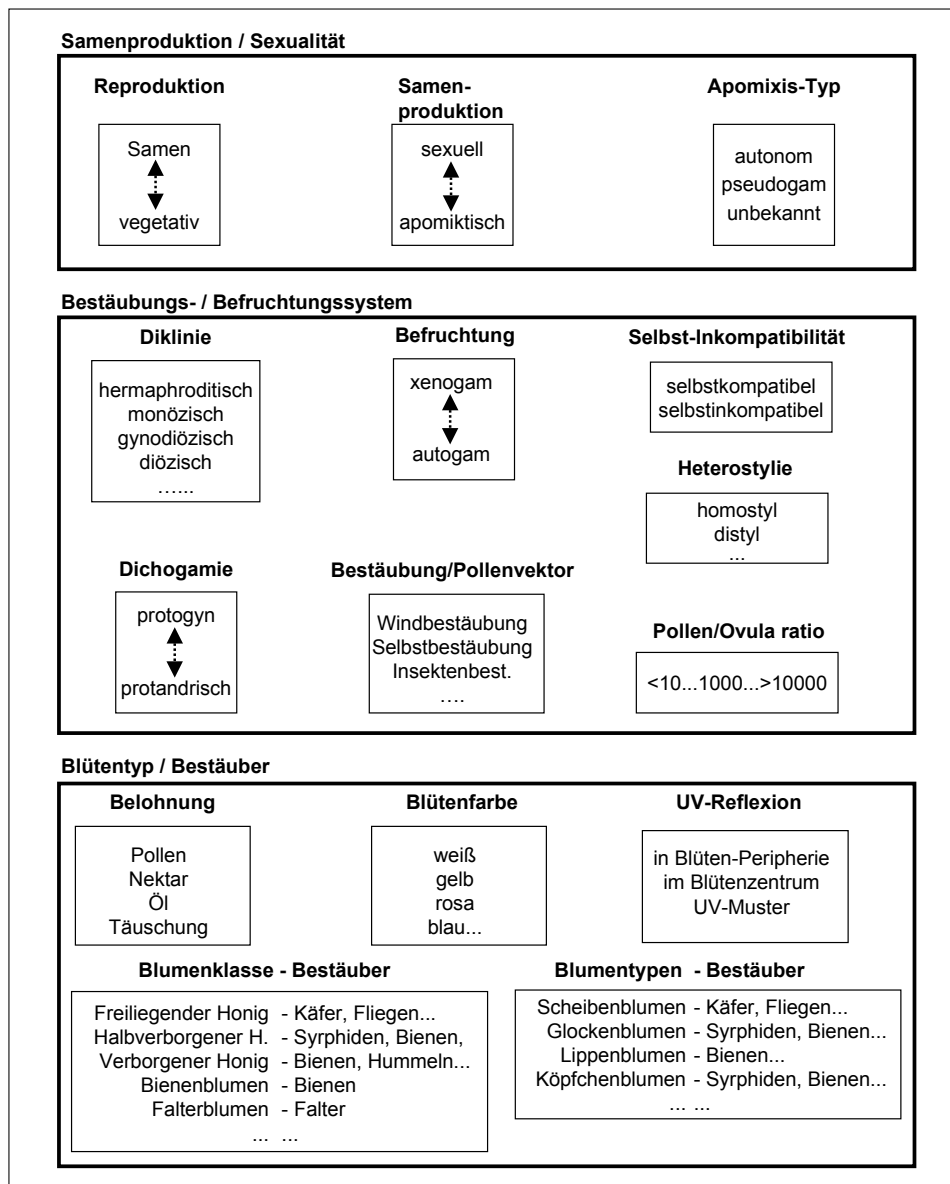 Samenproduktion / Sexualität
Reproduktion
Samen
vegetativ
Samen-
produktion
sexuell
apomiktisch
Apomixis-Typ
autonom
pseudogam
unbekannt
Bestäubungs- / Befruchtungssystem
Diklinie
hermaphroditisch
monözisch
gynodiözisch
diözisch
…...
Befruchtung
xenogam
autogam
Selbst-Inkompatibilität
selbstkompatibel
selbstinkompatibel
Heterostylie
homostyl
distyl
...
Dichogamie
protogyn
protandrisch
Bestäubung/Pollenvektor
Windbestäubung
Selbstbestäubung
Insektenbest.
….
Pollen/Ovula ratio
<10...1000...>10000
Blütentyp / Bestäuber
Belohnung
Pollen
Nektar
Öl
Täuschung
Blütenfarbe
weiß
gelb
rosa
blau...
UV-Reflexion
in Blüten-Peripherie
im Blütenzentrum
UV-Muster
Blumenklasse - Bestäuber
Freiliegender Honig - Käfer, Fliegen...
Halbverborgener H. - Syrphiden, Bienen,
Verborgener Honig - Bienen, Hummeln...
Bienenblumen - Bienen
Falterblumen - Falter
... ...
Blumentypen - Bestäuber
Scheibenblumen - Käfer, Fliegen...
Glockenblumen - Syrphiden, Bienen...
Lippenblumen - Bienen...
Köpfchenblumen - Syrphiden, Bienen...
... ...